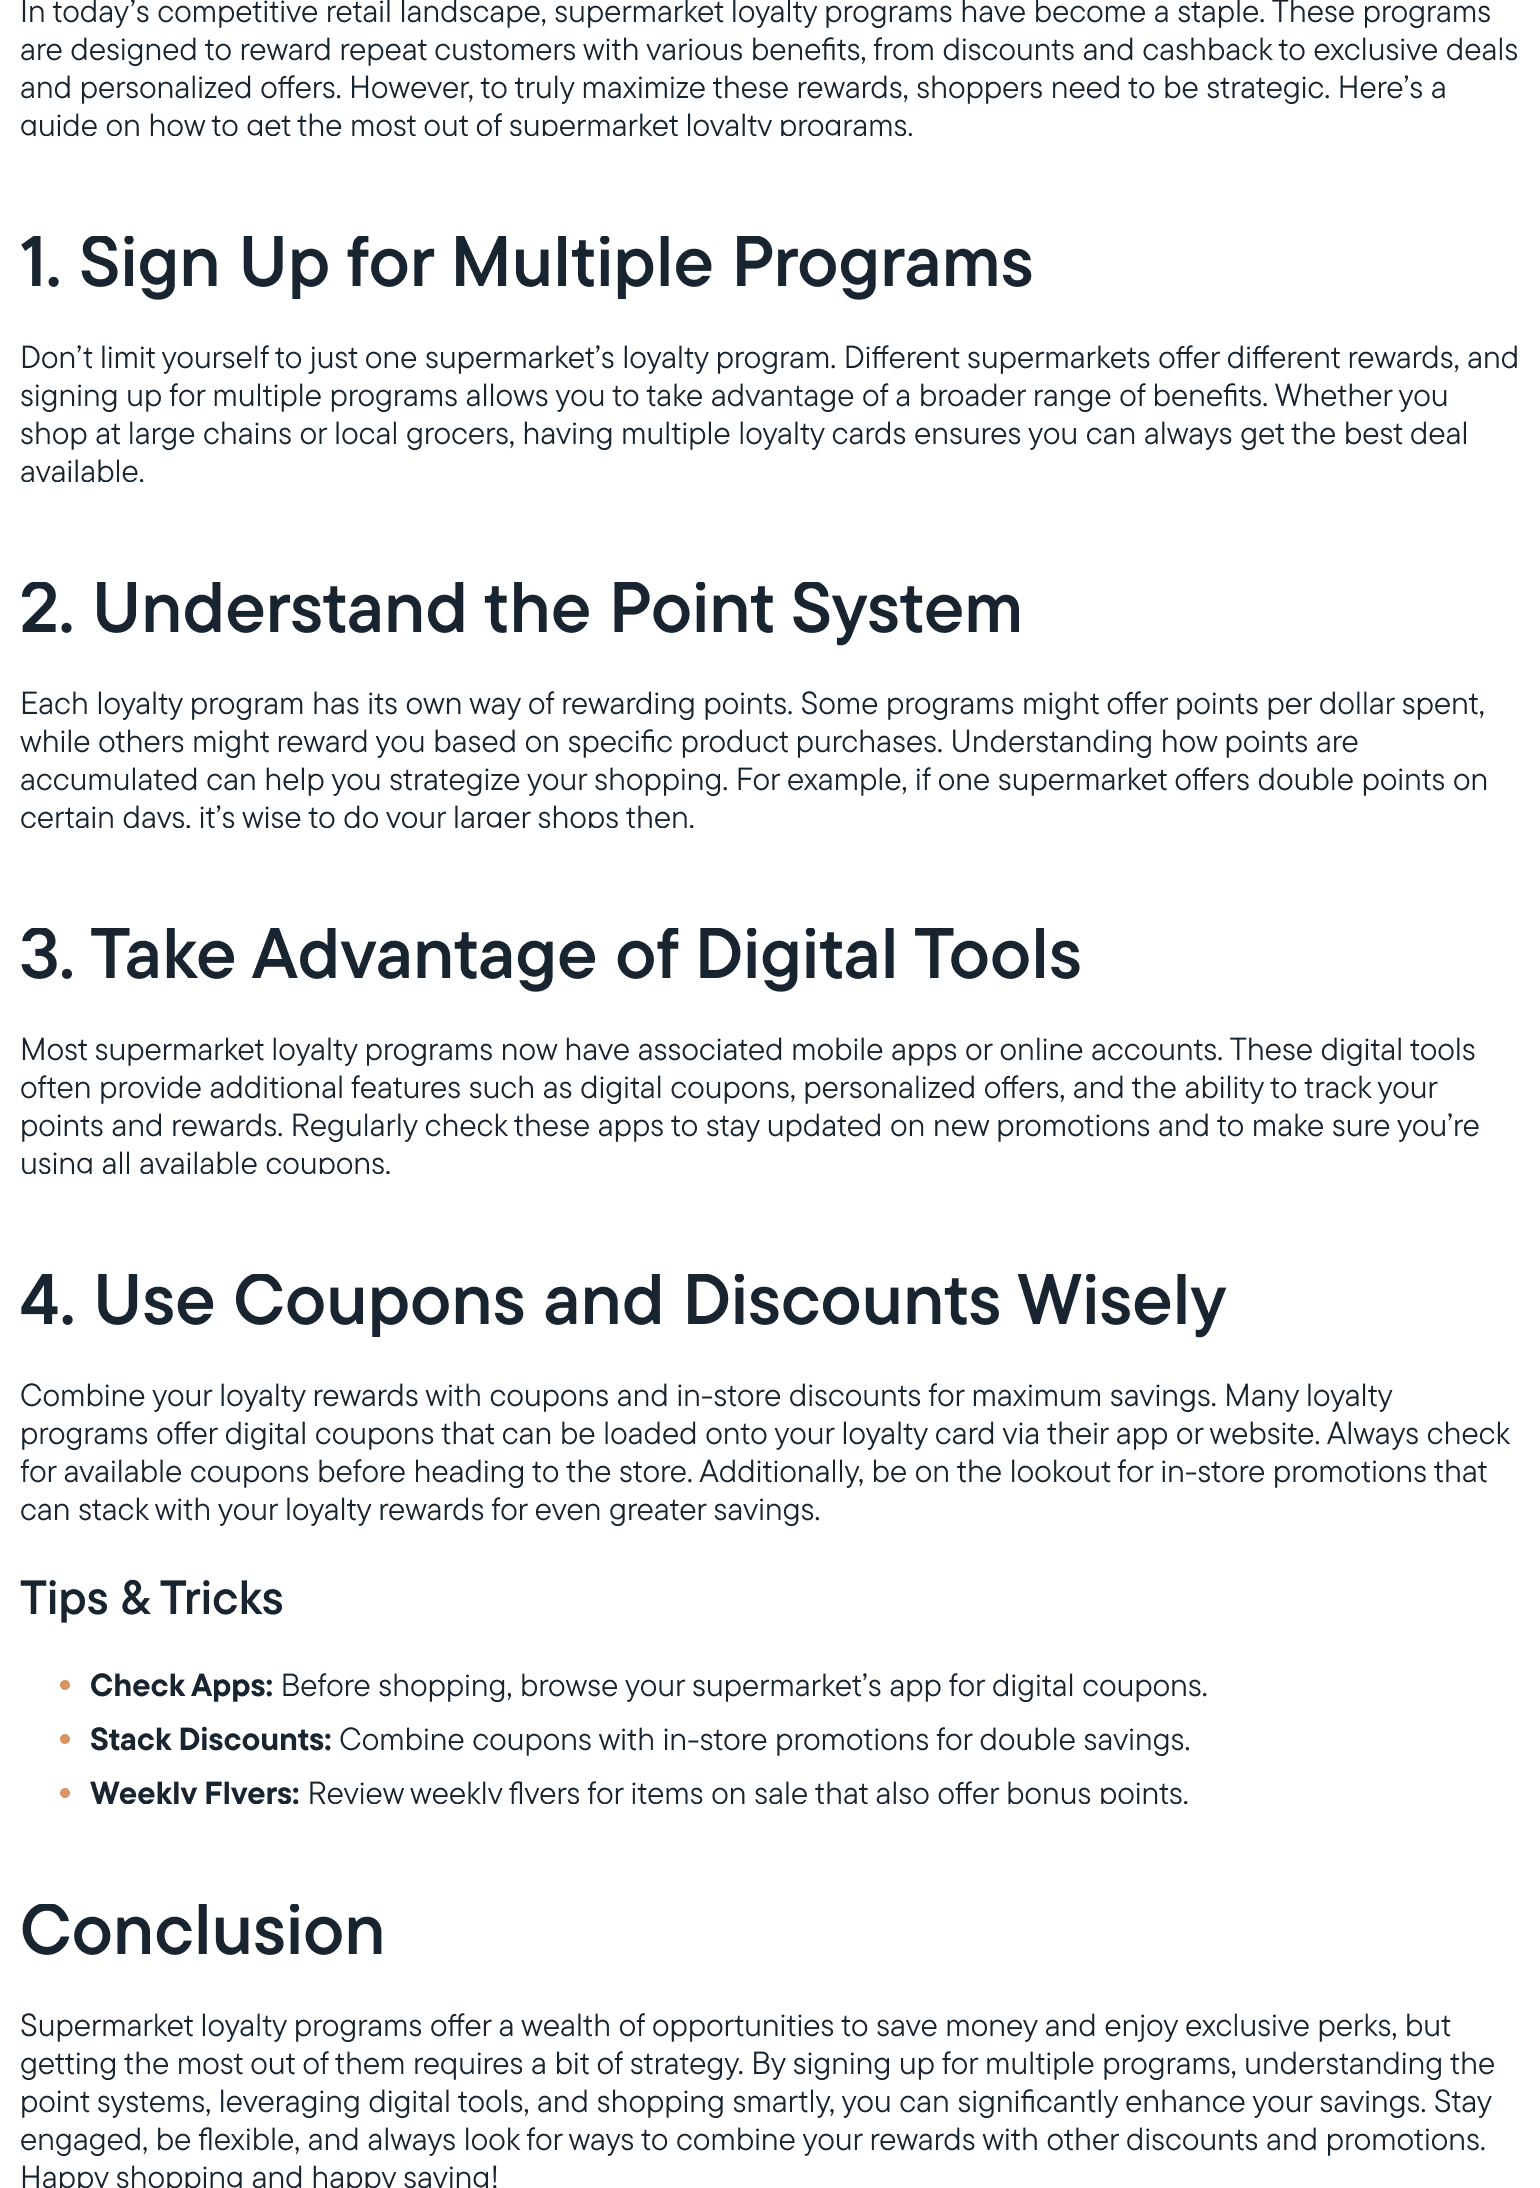 In today’s competitive retail landscape, supermarket loyalty programs have become a staple. These programs
are designed to reward repeat customers with various benefits, from discounts and cashback to exclusive deals
and personalized offers. However, to truly maximize these rewards, shoppers need to be strategic. Here’s a
guide on how to get the most out of supermarket loyalty programs.
1. Sign Up for Multiple Programs
Don’t limit yourself to just one supermarket’s loyalty program. Different supermarkets offer different rewards, and
signing up for multiple programs allows you to take advantage of a broader range of benefits. Whether you
shop at large chains or local grocers, having multiple loyalty cards ensures you can always get the best deal
available.
2. Understand the Point System
Each loyalty program has its own way of rewarding points. Some programs might offer points per dollar spent,
while others might reward you based on specific product purchases. Understanding how points are
accumulated can help you strategize your shopping. For example, if one supermarket offers double points on
certain days, it’s wise to do your larger shops then.
3. Take Advantage of Digital Tools
Most supermarket loyalty programs now have associated mobile apps or online accounts. These digital tools
often provide additional features such as digital coupons, personalized offers, and the ability to track your
points and rewards. Regularly check these apps to stay updated on new promotions and to make sure you’re
using all available coupons.
4. Use Coupons and Discounts Wisely
Combine your loyalty rewards with coupons and in-store discounts for maximum savings. Many loyalty
programs offer digital coupons that can be loaded onto your loyalty card via their app or website. Always check
for available coupons before heading to the store. Additionally, be on the lookout for in-store promotions that
can stack with your loyalty rewards for even greater savings.
Tips & Tricks
• Check Apps: Before shopping, browse your supermarket’s app for digital coupons.
• Stack Discounts: Combine coupons with in-store promotions for double savings.
• Weekly Flyers: Review weekly flyers for items on sale that also offer bonus points.
Conclusion
Supermarket loyalty programs offer a wealth of opportunities to save money and enjoy exclusive perks, but
getting the most out of them requires a bit of strategy. By signing up for multiple programs, understanding the
point systems, leveraging digital tools, and shopping smartly, you can significantly enhance your savings. Stay
engaged, be flexible, and always look for ways to combine your rewards with other discounts and promotions.
Happy shopping and happy saving!